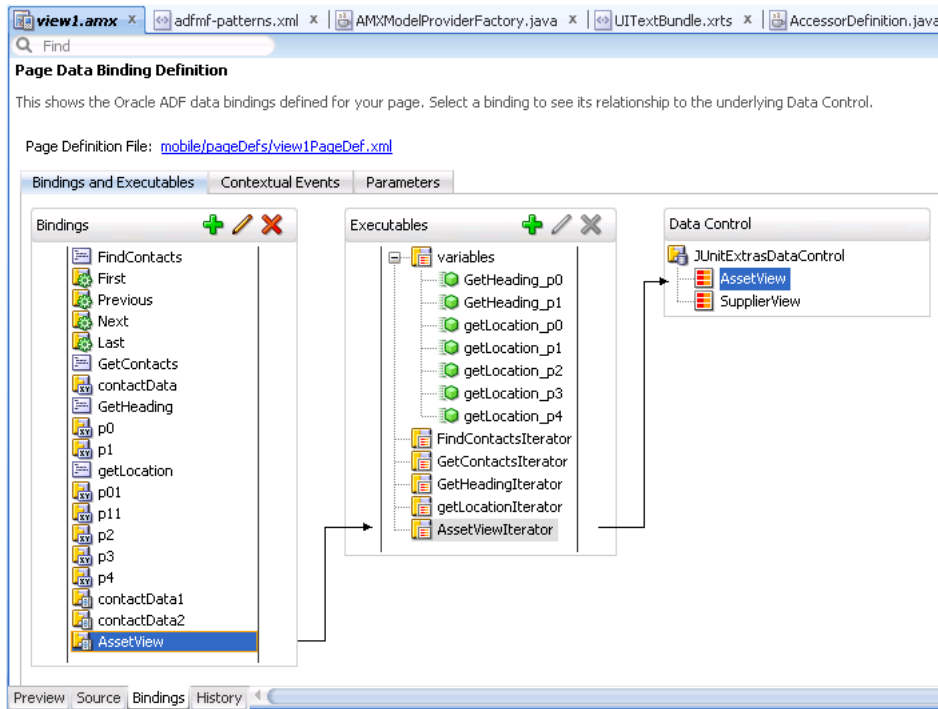 view1.amx x adfmf-patterns.xml x AMXModelProviderFactory.java x UITextBundle.xrts x AccessorDefinition.java
Find
Page Data Binding Definition
This shows the Oracle ADF data bindings defined for your page. Select a binding to see its relationship to the underlying Data Control.
Page Definition File: mobile/pageDefs/view1PageDef.xml
Bindings and Executables Contextual Events Parameters
Bindings
FindContacts
First
Previous
Next
Last
GetContacts
contactData
GetHeading
p0
p1
getLocation
p01
p11
p2
p3
p4
contactData1
contactData2
AssetView
Executables
variables
GetHeading_p0
GetHeading_p1
getLocation_p0
getLocation_p1
getLocation_p2
getLocation_p3
getLocation_p4
FindContactsIterator
GetContactsIterator
GetHeadingIterator
getLocationIterator
AssetViewIterator
Data Control
JUnitExtrasDataControl
AssetView
SupplierView
Preview Source Bindings History